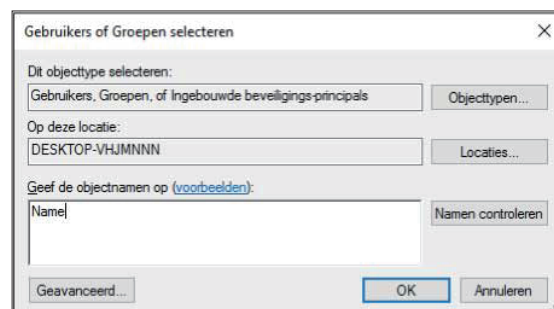 Gebruikers of Groepen selecteren
Dit objecttype selecteren:
Gebruikers, Groepen, of Ingebouwde beveiligings-principals
Objecttypen...
Op deze locatie:
DESKTOP-VHJMNNN
Locaties...
Geef de objectnamen op (voorbeelden):
Name
Namen controleren
Geavanceerd...
OK
Annuleren